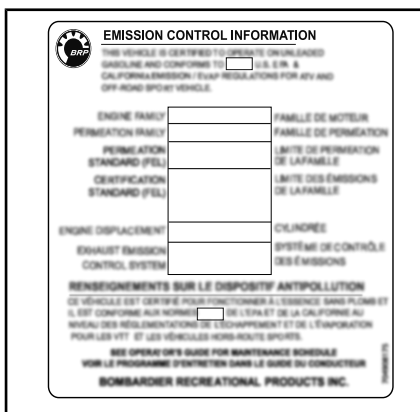 BRP
EMISSION CONTROL INFORMATION
THIS VEHICLE IS CERTIFIED TO OPERATE ON UNLEADED
GASOLINE AND CONFORMS TO U.S. EPA &
CALIFORNIA EMISSION / EVAP REGULATIONS FOR ATV AND
OFF-ROAD SPORT VEHICLE.
ENGINE FAMILY FAMILLE DE MOTEUR
PERMEATION FAMILY FAMILLE DE PERMÉATION
PERMEATION LIMITE DE PERMÉATION
STANDARD (FEL) DE LA FAMILLE
CERTIFICATION LIMITE DES ÉMISSIONS
STANDARD (FEL) DE LA FAMILLE
ENGINE DISPLACEMENT CYLINDRÉE
EXHAUST EMISSION SYSTÈME DE CONTRÔLE
CONTROL SYSTEM DES ÉMISSIONS
RENSEIGNEMENTS SUR LE DISPOSITIF ANTIPOLLUTION
CE VÉHICULE EST CERTIFIÉ POUR FONCTIONNER À L'ESSENCE SANS PLOMB ET
IL EST CONFORME AUX NORMES DE L'EPA ET DE LA CALIFORNIE AU
NIVEAU DES RÉGLEMENTATIONS DE L'ÉCHAPPEMENT ET DE L'ÉVAPORATION
POUR LES VTT ET LES VÉHICULES HORS-ROUTE SPORTS.
SEE OPERATOR'S GUIDE FOR MAINTENANCE SCHEDULE
VOIR LE PROGRAMME D'ENTRETIEN DANS LE GUIDE DU CONDUCTEUR
BOMBARDIER RECREATIONAL PRODUCTS INC.